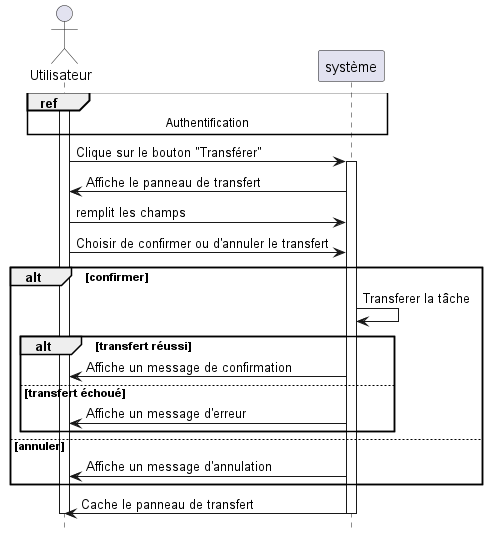 Utilisateur
système
ref
Authentification
Clique sur le bouton "Transférer"
Affiche le panneau de transfert
remplit les champs
Choisir de confirmer ou d'annuler le transfert
alt [confirmer]
Transferer la tâche
alt [transfert réussi]
Affiche un message de confirmation
[transfert échoué]
Affiche un message d'erreur
[annuler]
Affiche un message d'annulation
Cache le panneau de transfert